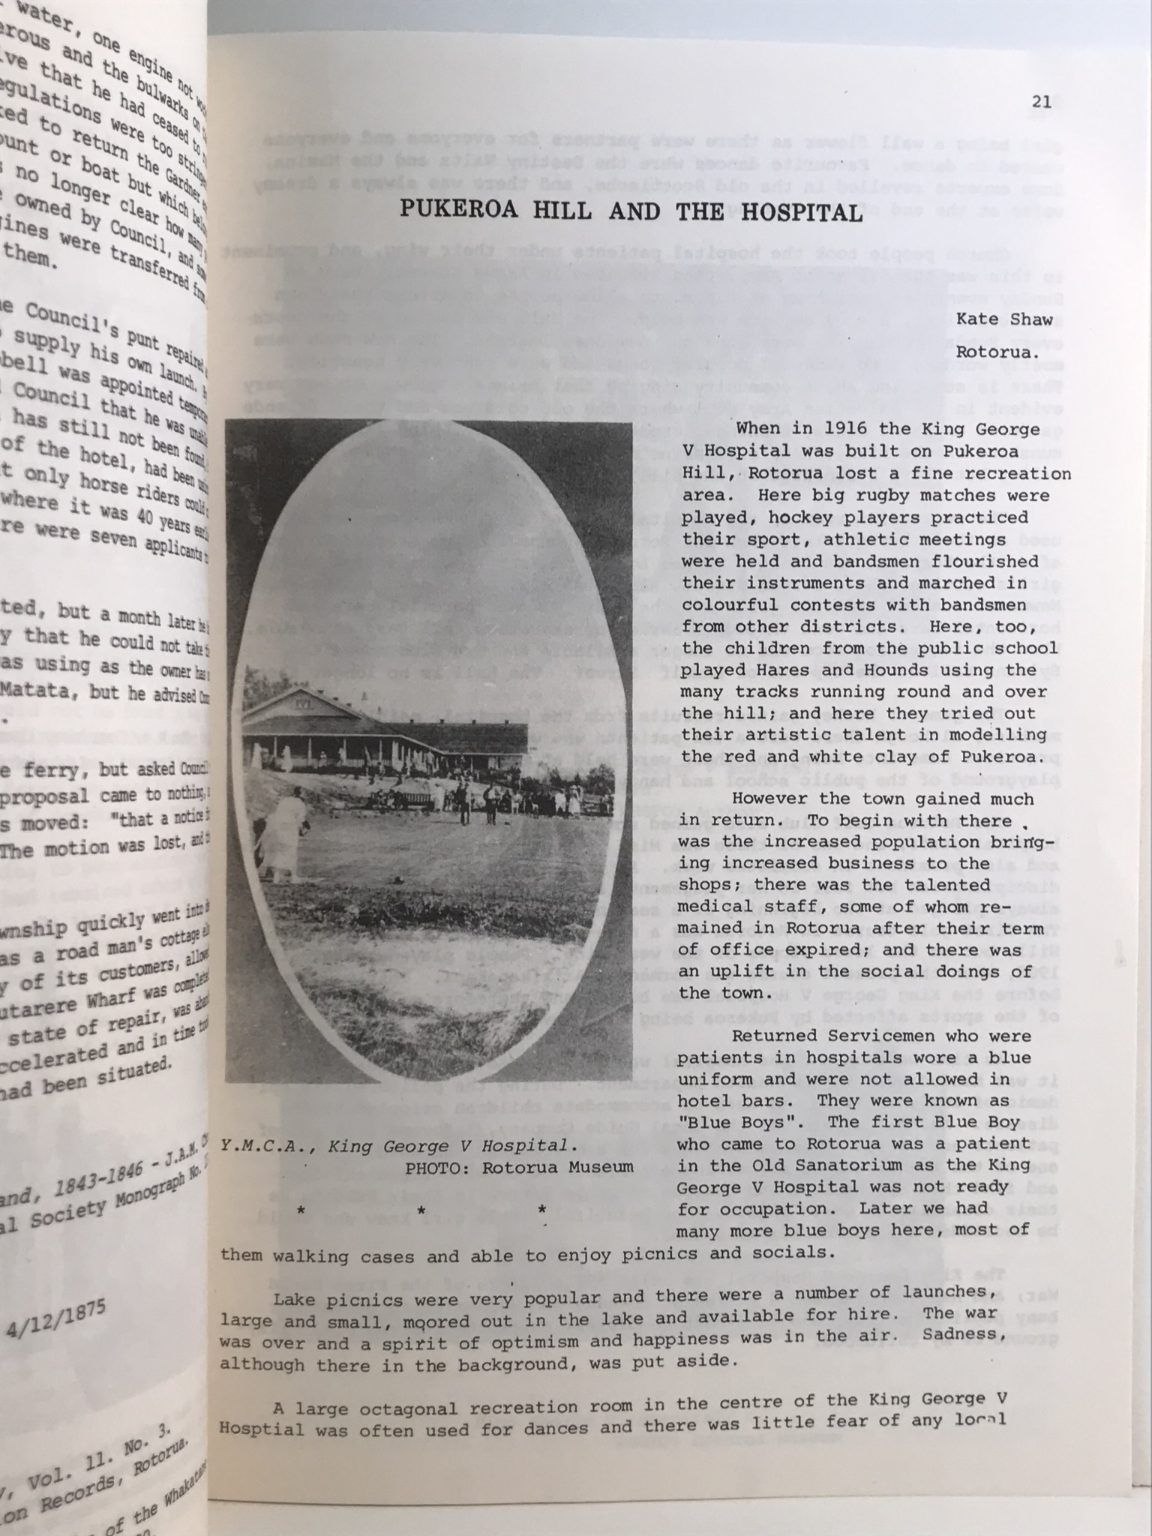 water, one engine not
and the bulwarks
that he had ceased to
regulations were too
to return the Gardner
or boat but which
no longer clear how many
owned by Council, and
were transferred from
them.
Council's punt repaired
supply his own launch.
was appointed
Council that he was
has still not been found
of the hotel, had been
only horse riders could
where it was 40 years
were seven applicants
but a month later he
that he could not take
as using as the owner has
Matata, but he advised
.
ferry, but asked Council
proposal came to nothing,
moved: "that a notice
The motion was lost, and
quickly went into
as a road man's cottage
of its customers,
Wharf was
state of repair, was
and in time
had been situated.
1843-1846 - J.A.M.
Society Monograph No.
4/12/1875
Vol. 11. No. 3.
Records, Rotorua.
of the
21
PUKEROA HILL AND THE HOSPITAL
Kate Shaw
Rotorua.
When in 1916 the King George
V Hospital was built on Pukeroa
Hill, Rotorua lost a fine recreation
area. Here big rugby matches were
played, hockey players practiced
their sport, athletic meetings
were held and bandsmen flourished
their instruments and marched in
colourful contests with bandsmen
from other districts. Here, too,
the children from the public school
played Hares and Hounds using the
many tracks running round and over
the hill; and here they tried out
their artistic talent in modelling
the red and white clay of Pukeroa.
However the town gained much
in return. To begin with there
was the increased population bring-
ing increased business to the
shops; there was the talented
medical staff, some of whom re-
mained in Rotorua after their term
of office expired; and there was
an uplift in the social doings of
the town.
Returned Servicemen who were
patients in hospitals wore a blue
uniform and were not allowed in
hotel bars. They were known as
"Blue Boys". The first Blue Boy
who came to Rotorua was a patient
in the Old Sanatorium as the King
George V Hospital was not ready
for occupation. Later we had
many more blue boys here, most of
Y.M.C.A., King George V Hospital.
PHOTO: Rotorua Museum
* * *
them walking cases and able to enjoy picnics and socials.
Lake picnics were very popular and there were a number of launches,
large and small, mqored out in the lake and available for hire. The war
was over and a spirit of optimism and happiness was in the air. Sadness,
although there in the background, was put aside.
A large octagonal recreation room in the centre of the King George V
Hosptial was often used for dances and there was little fear of any local